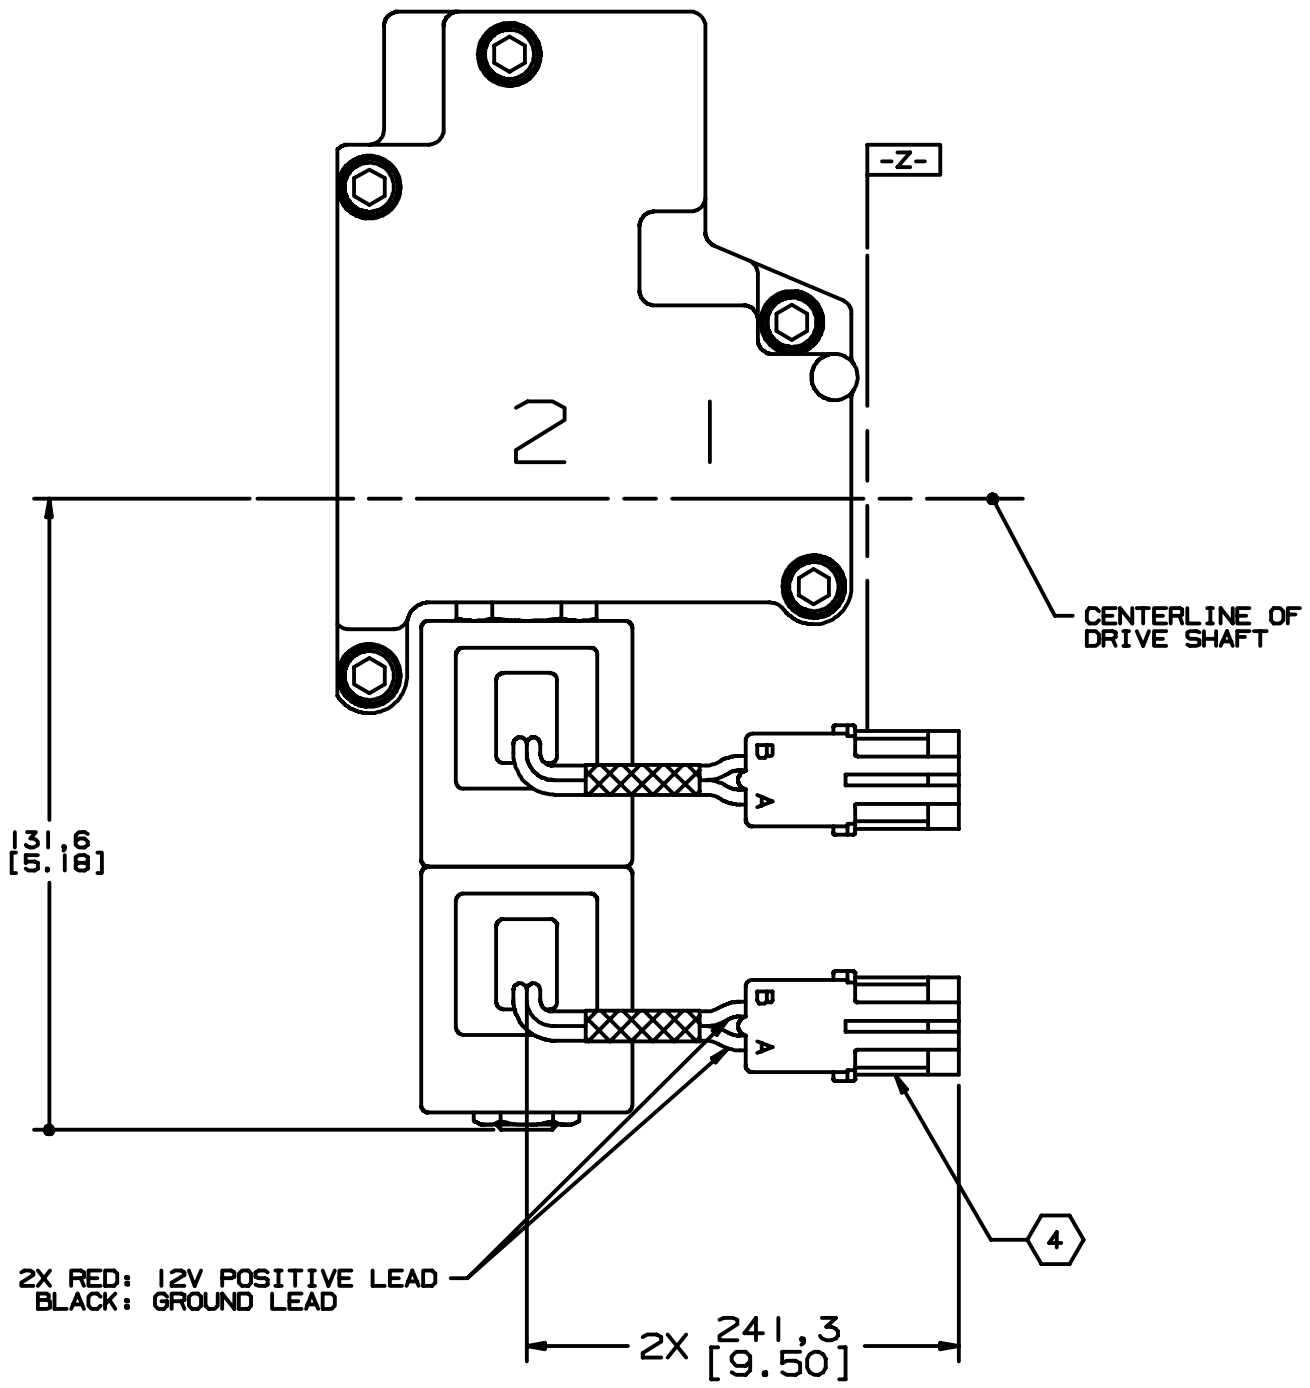 -Z-
2 1
CENTERLINE OF
DRIVE SHAFT
B
A
131,6
[5.18]
B
A
4
2X RED: 12V POSITIVE LEAD
BLACK: GROUND LEAD
2X 241,3
[9.50]